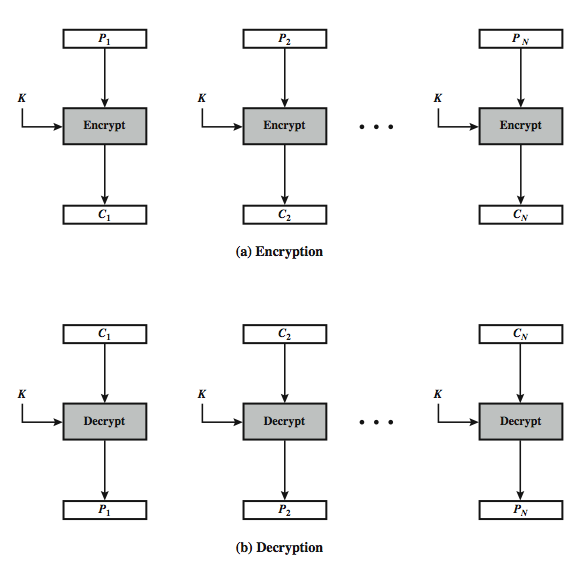 P1 P2 PN
K K K
Encrypt Encrypt • • • Encrypt
C1 C2 CN
(a) Encryption
C1 C2 CN
K K K
Decrypt Decrypt • • • Decrypt
P1 P2 PN
(b) Decryption